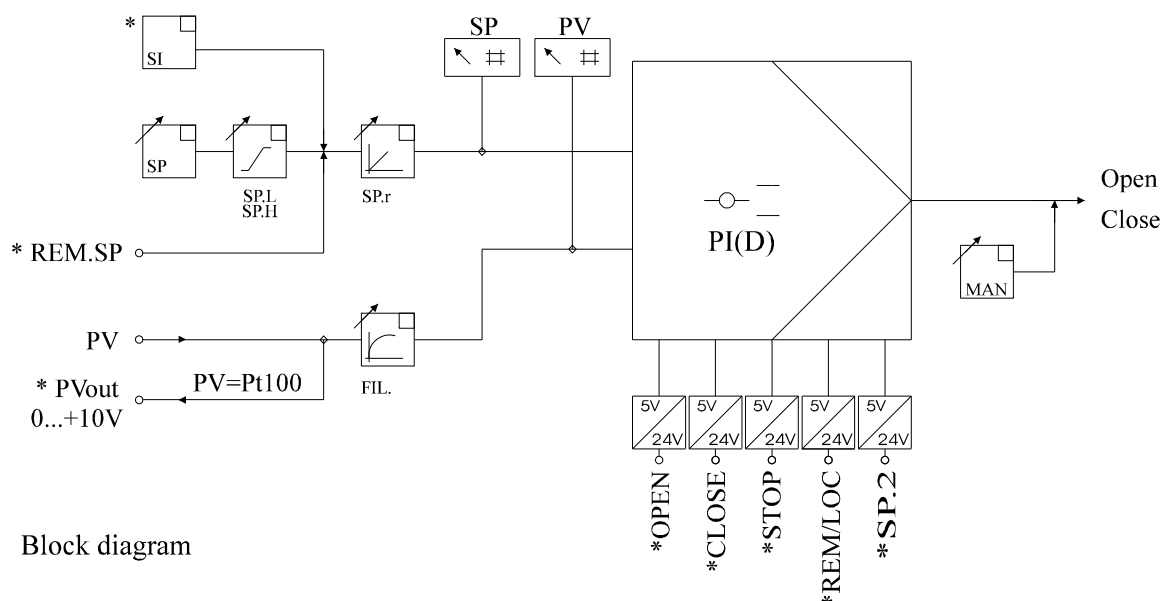 *
SI
SP
PV
SP
SP.L
SP.H
SP.r
* REM.SP
PI(D)
Open
Close
MAN
PV
FIL.
* PVout
0...+10V
PV=Pt100
5V
24V
5V
24V
5V
24V
5V
24V
5V
24V
*OPEN
*CLOSE
*STOP
*REM/LOC
*SP.2
Block diagram